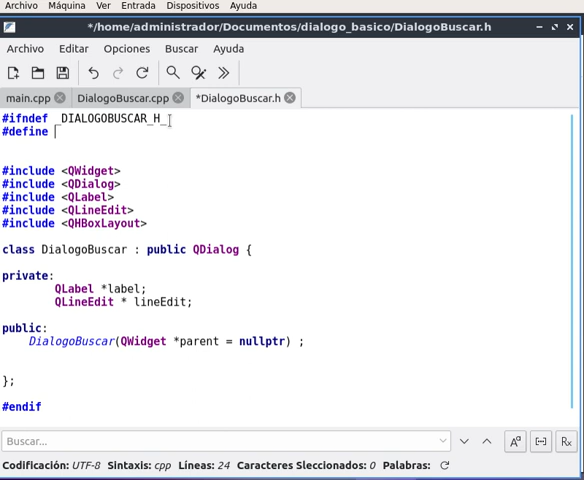 Archivo Máquina Ver Entrada Dispositivos Ayuda
*/home/administrador/Documentos/dialogo_basico/DialogoBuscar.h
Archivo Editar Opciones Buscar Ayuda
main.cpp DialogoBuscar.cpp *DialogoBuscar.h
#ifndef _DIALOGOBUSCAR_H_
#define
#include <QWidget>
#include <QDialog>
#include <QLabel>
#include <QLineEdit>
#include <QHBoxLayout>
class DialogoBuscar : public QDialog {
private:
QLabel *label;
QLineEdit * lineEdit;
public:
DialogoBuscar(QWidget *parent = nullptr) ;
};
#endif
Buscar... Aª Rx
Codificación: UTF-8 Sintaxis: cpp Líneas: 24 Caracteres Seleccionados: 0 Palabras: